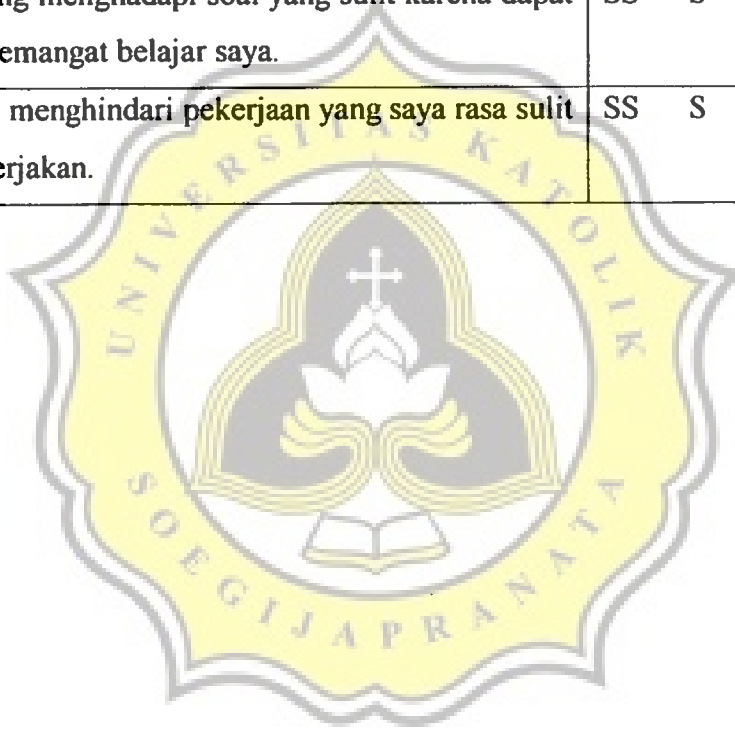 menghadapi soal yang sulit karena dapat SS S
emangat belajar saya.
menghindari pekerjaan yang saya rasa sulit SS S
erjakan.
UNIVERSITAS KATOLIK
SOEGIJAPRANATA